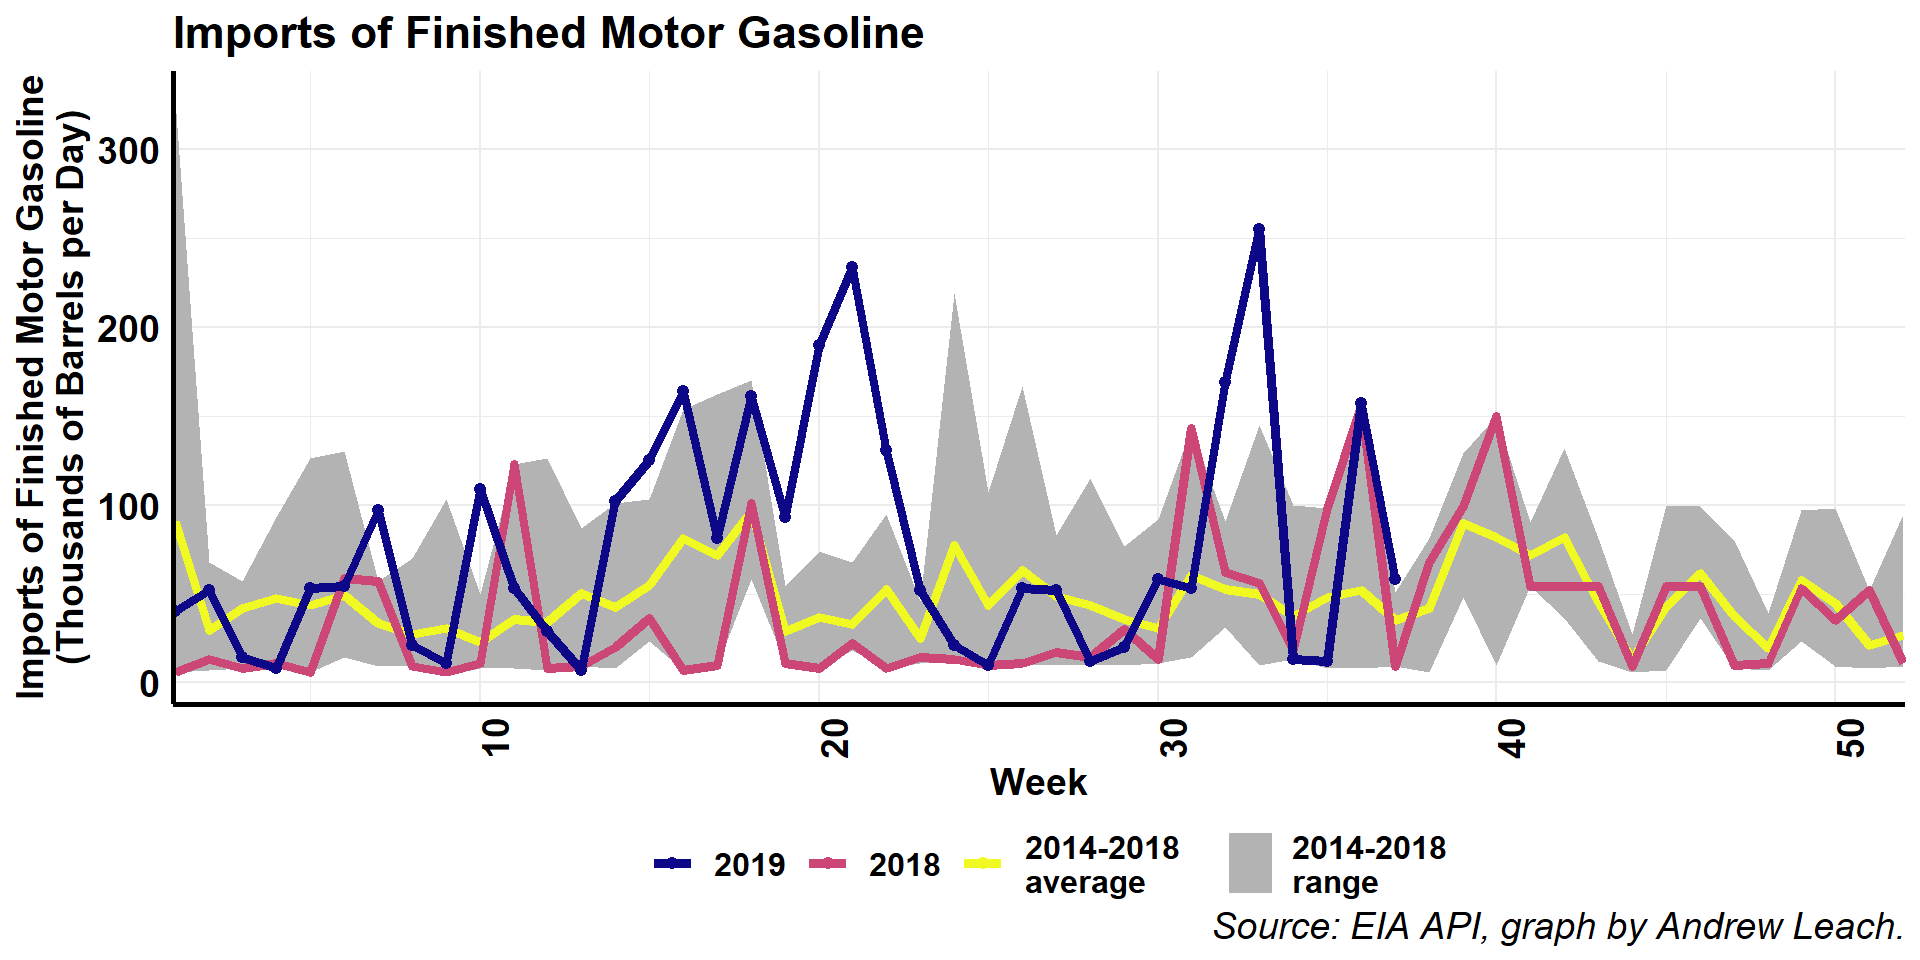 Imports of Finished Motor Gasoline
Imports of Finished Motor Gasoline
(Thousands of Barrels per Day)
300
200
100
0
10
20
30
40
50
Week
2019
2018
2014-2018
average
2014-2018
range
Source: EIA API, graph by Andrew Leach.